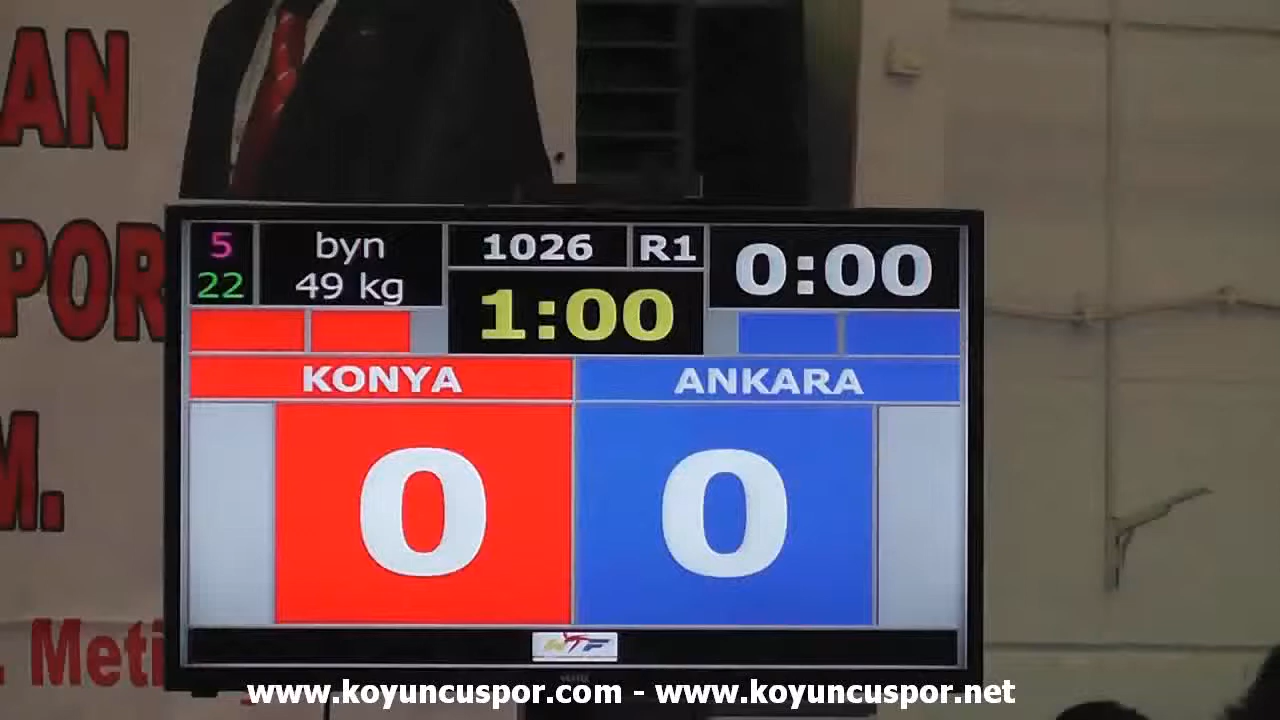 AN
POR
M.
. Meti
5
22
byn
49 kg
1026
R1
1:00
0:00
KONYA
ANKARA
0
0
WTF
www.koyuncuspor.com - www.koyuncuspor.net